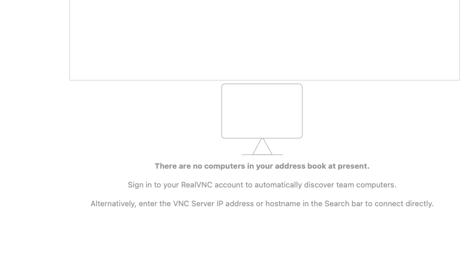 There are no computers in your address book at present.
Sign in to your RealVNC account to automatically discover team computers.
Alternatively, enter the VNC Server IP address or hostname in the Search bar to connect directly.